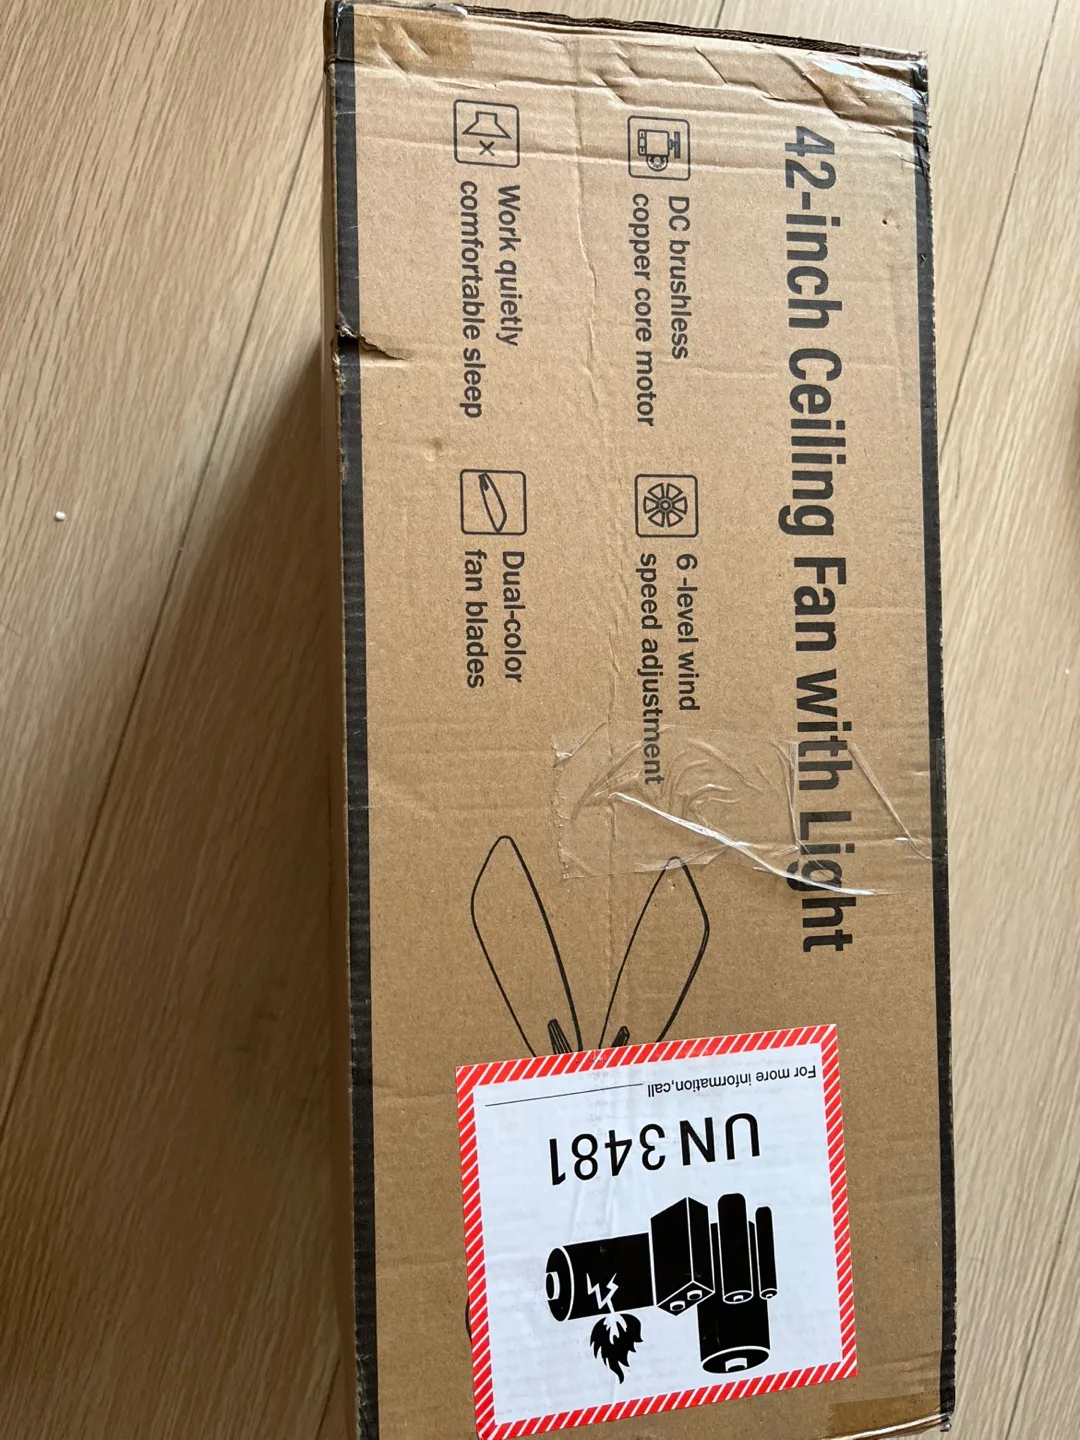 42-inch Ceiling Fan with Light
DC brushless
copper core motor
6 -level wind
speed adjustment
Work quietly
comfortable sleep
Dual-color
fan blades
UN3481
For more information,call